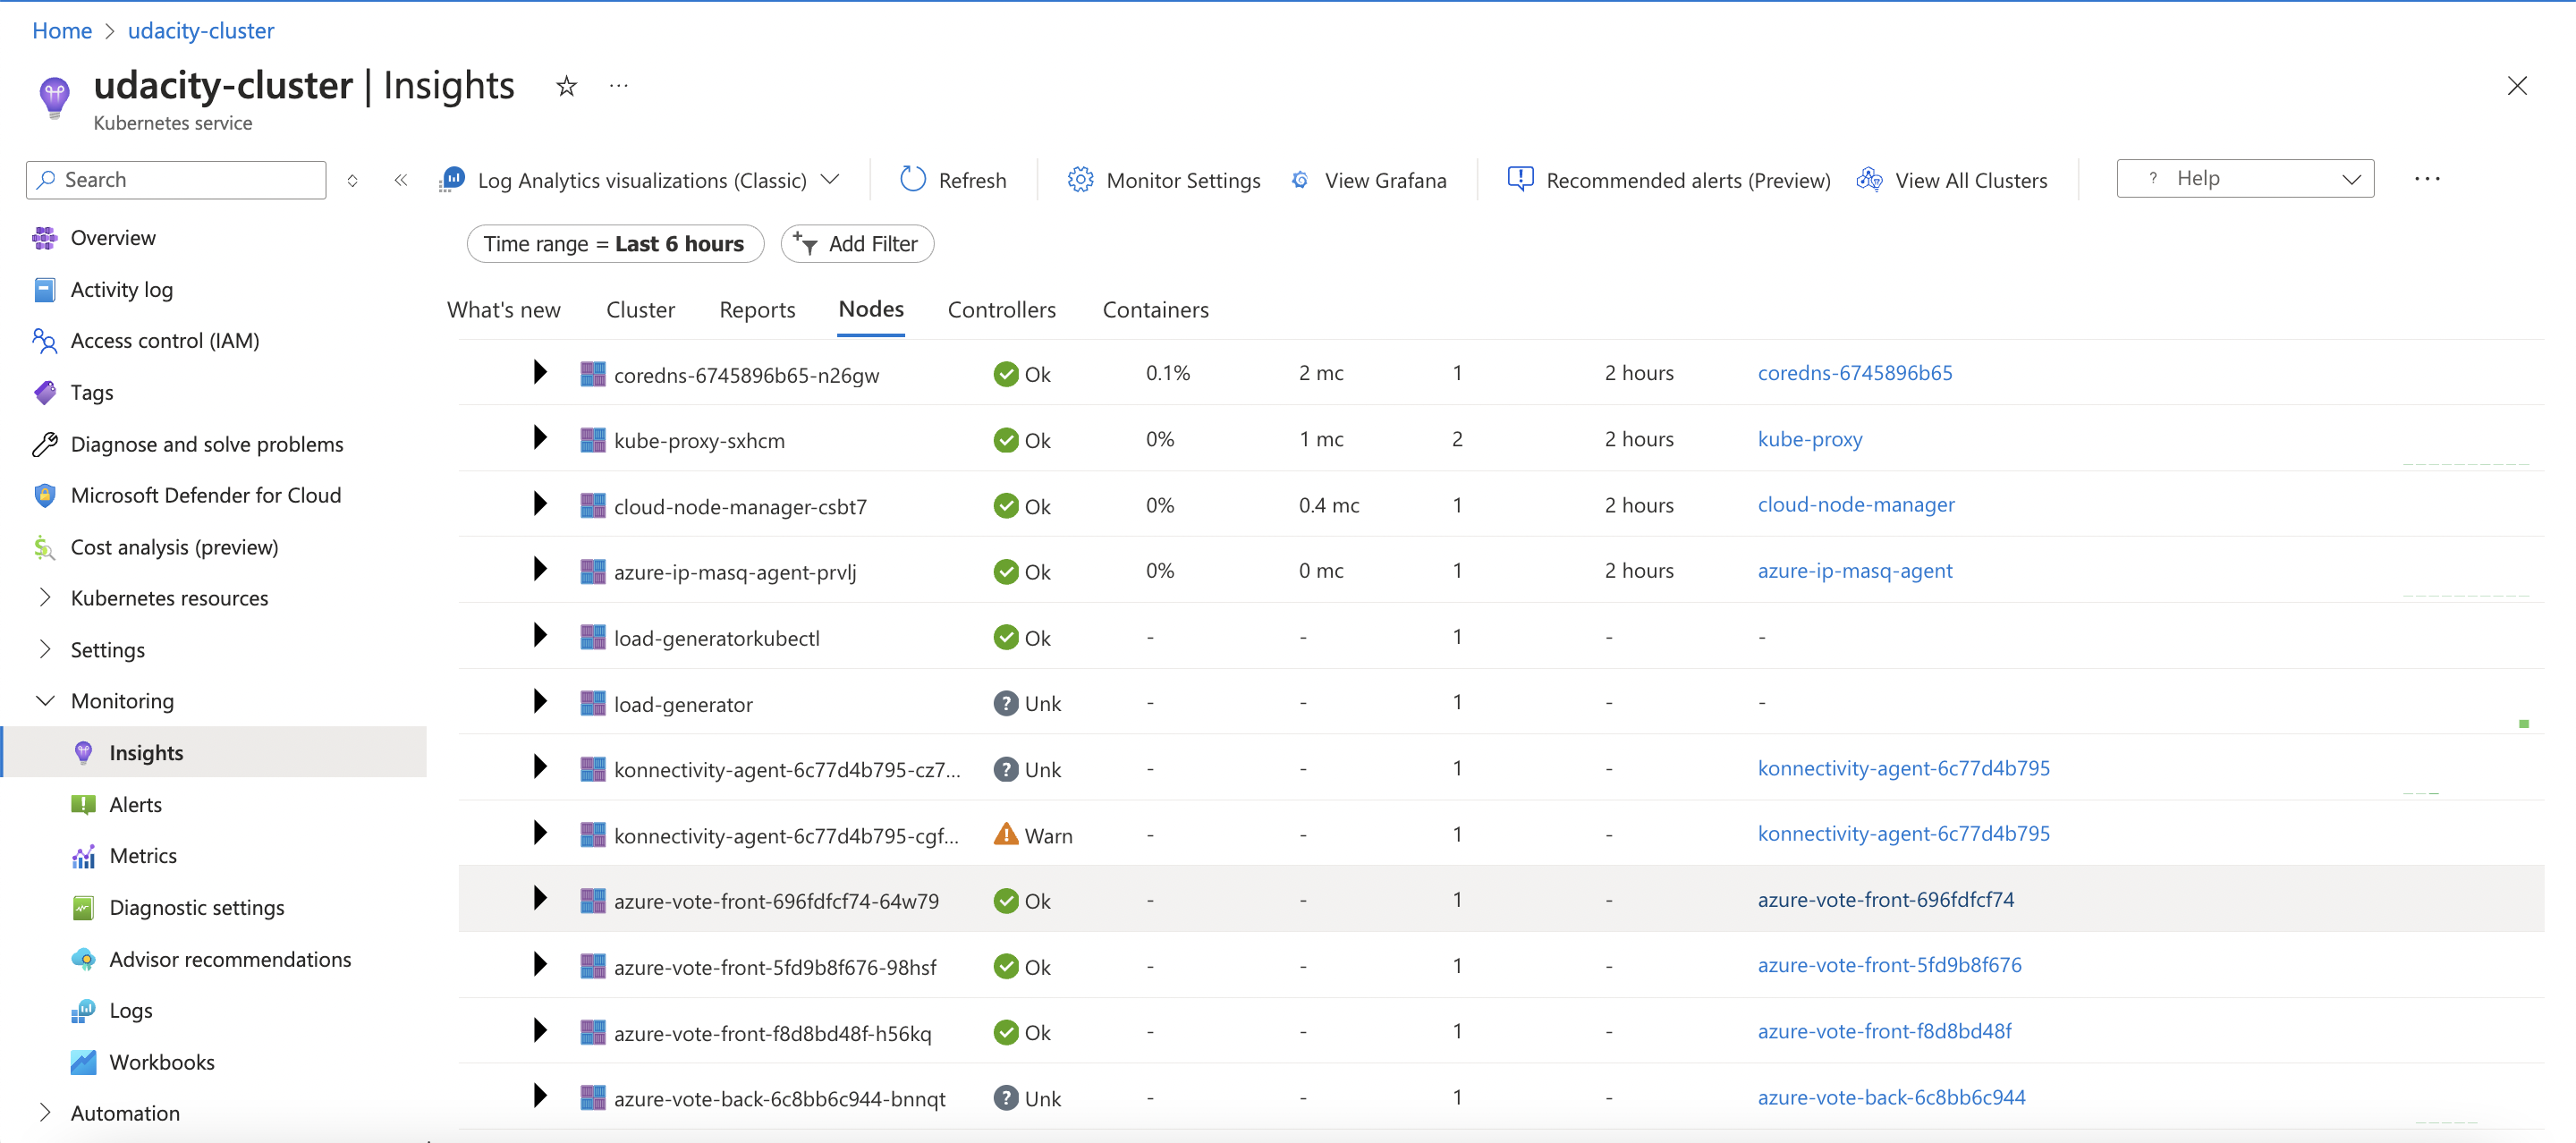 Home > udacity-cluster
udacity-cluster | Insights ☆ ...
Kubernetes service
Search
Log Analytics visualizations (Classic) Refresh Monitor Settings View Grafana Recommended alerts (Preview) View All Clusters ? Help ...
Time range = Last 6 hours Add Filter
What's new Cluster Reports Nodes Controllers Containers
Overview
Activity log
Access control (IAM)
Tags
Diagnose and solve problems
Microsoft Defender for Cloud
Cost analysis (preview)
Kubernetes resources
Settings
Monitoring
Insights
Alerts
Metrics
Diagnostic settings
Advisor recommendations
Logs
Workbooks
Automation
coredns-6745896b65-n26gw Ok 0.1% 2 mc 1 2 hours coredns-6745896b65
kube-proxy-sxhcm Ok 0% 1 mc 2 2 hours kube-proxy
cloud-node-manager-csbt7 Ok 0% 0.4 mc 1 2 hours cloud-node-manager
azure-ip-masq-agent-prvlj Ok 0% 0 mc 1 2 hours azure-ip-masq-agent
load-generatorkubectl Ok - - 1 - -
load-generator Unk - - 1 - -
konnectivity-agent-6c77d4b795-cz7... Unk - - 1 - konnectivity-agent-6c77d4b795
konnectivity-agent-6c77d4b795-cgf... Warn - - 1 - konnectivity-agent-6c77d4b795
azure-vote-front-696fdfcf74-64w79 Ok - - 1 - azure-vote-front-696fdfcf74
azure-vote-front-5fd9b8f676-98hsf Ok - - 1 - azure-vote-front-5fd9b8f676
azure-vote-front-f8d8bd48f-h56kq Ok - - 1 - azure-vote-front-f8d8bd48f
azure-vote-back-6c8bb6c944-bnnqt Unk - - 1 - azure-vote-back-6c8bb6c944